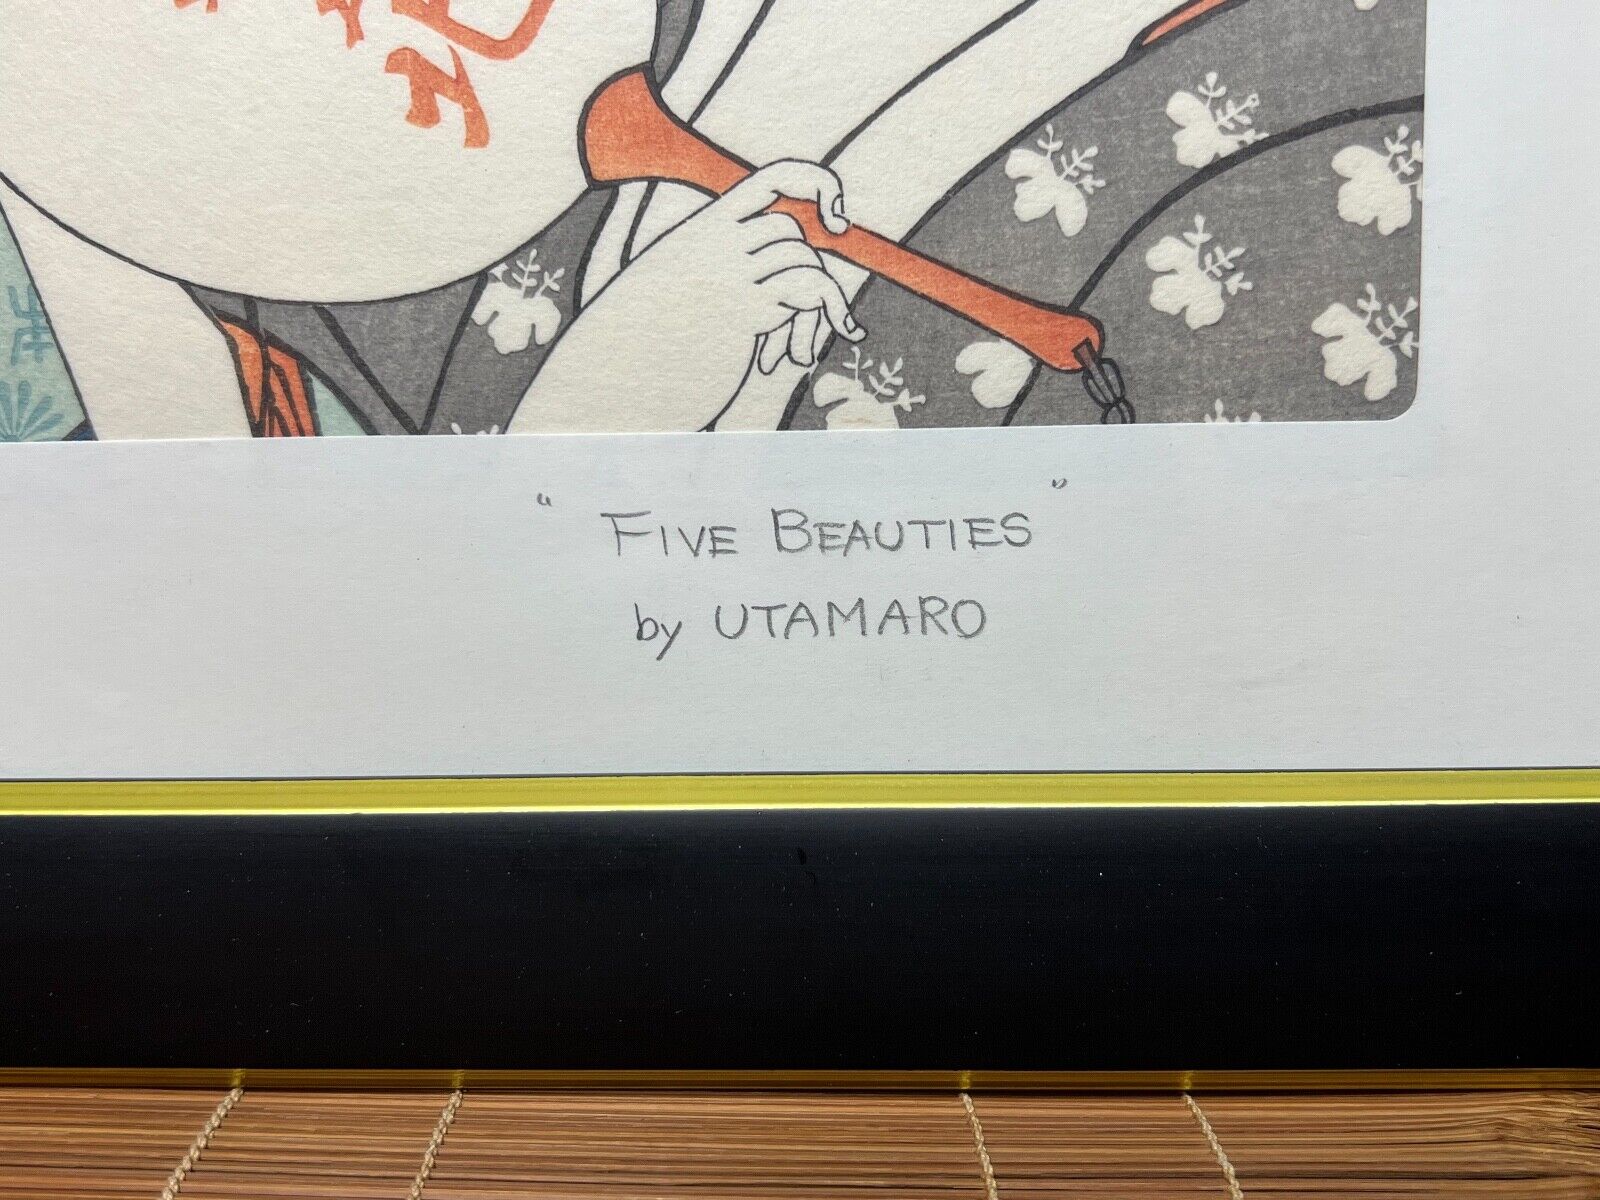 " FIVE BEAUTIES "
by UTAMARO